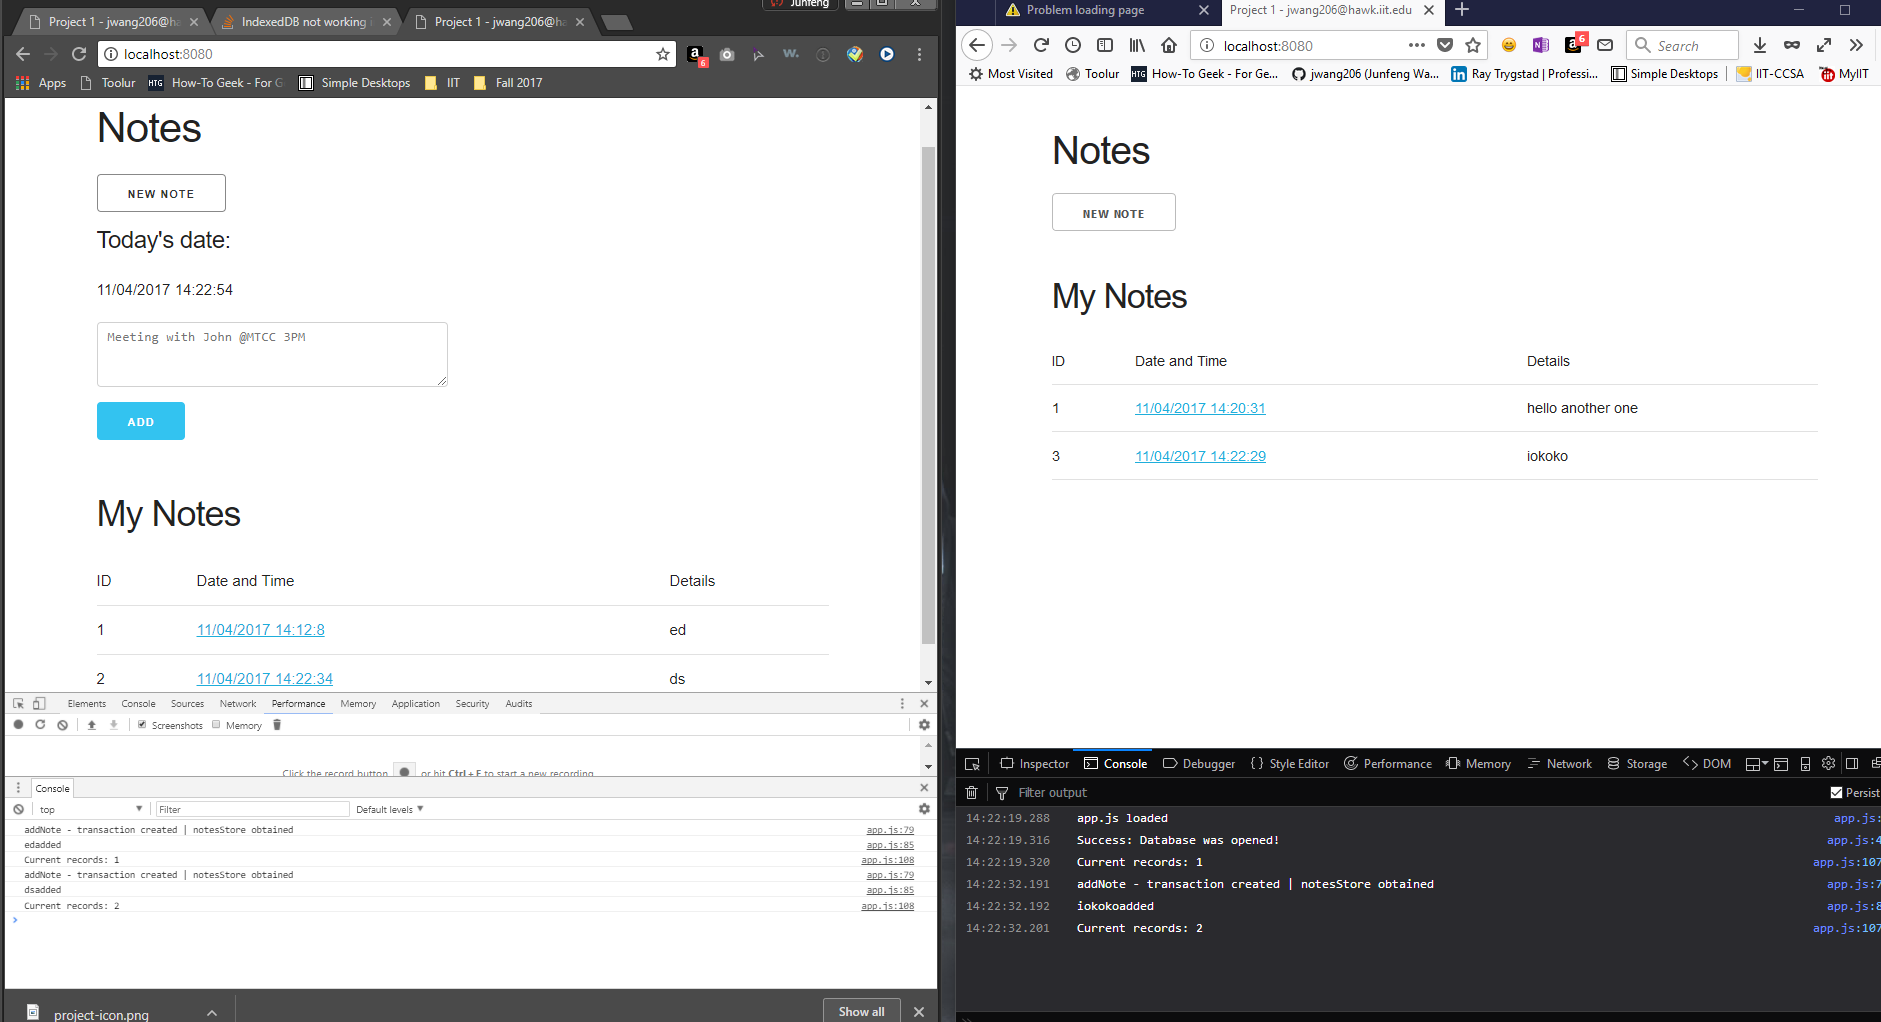 Project 1 - jwang206@ha
IndexedDB not working i
Project 1 - jwang206@ha
Junfeng
localhost:8080
6
Apps
Toolur
HTG How-To Geek - For G
Simple Desktops
IIT
Fall 2017
Notes
NEW NOTE
Today's date:
11/04/2017 14:22:54
Meeting with John @MTCC 3PM
ADD
My Notes
ID Date and Time Details
1 11/04/2017 14:12:8 ed
2 11/04/2017 14:22:34 ds
Elements Console Sources Network Performance Memory Application Security Audits
Screenshots Memory
Click the record button or hit Ctrl + E to start a new recording.
Console
top Filter Default levels
addNote - transaction created | notesStore obtained app.js:79
edadded app.js:85
Current records: 1 app.js:108
addNote - transaction created | notesStore obtained app.js:79
dsadded app.js:85
Current records: 2 app.js:108
project-icon.png
Show all
Problem loading page
Project 1 - jwang206@hawk.iit.edu
localhost:8080
6
Search
Most Visited
Toolur
HTG How-To Geek - For Ge...
jwang206 (Junfeng Wa...
Ray Trygstad | Professi...
Simple Desktops
IIT-CCSA
MyIIT
Notes
NEW NOTE
My Notes
ID Date and Time Details
1 11/04/2017 14:20:31 hello another one
3 11/04/2017 14:22:29 iokoko
Inspector Console Debugger Style Editor Performance Memory Network Storage DOM
Filter output Persist
14:22:19.288 app.js loaded app.js:
14:22:19.316 Success: Database was opened! app.js:4
14:22:19.320 Current records: 1 app.js:107
14:22:32.191 addNote - transaction created | notesStore obtained app.js:7
14:22:32.192 iokokoadded app.js:8
14:22:32.201 Current records: 2 app.js:107